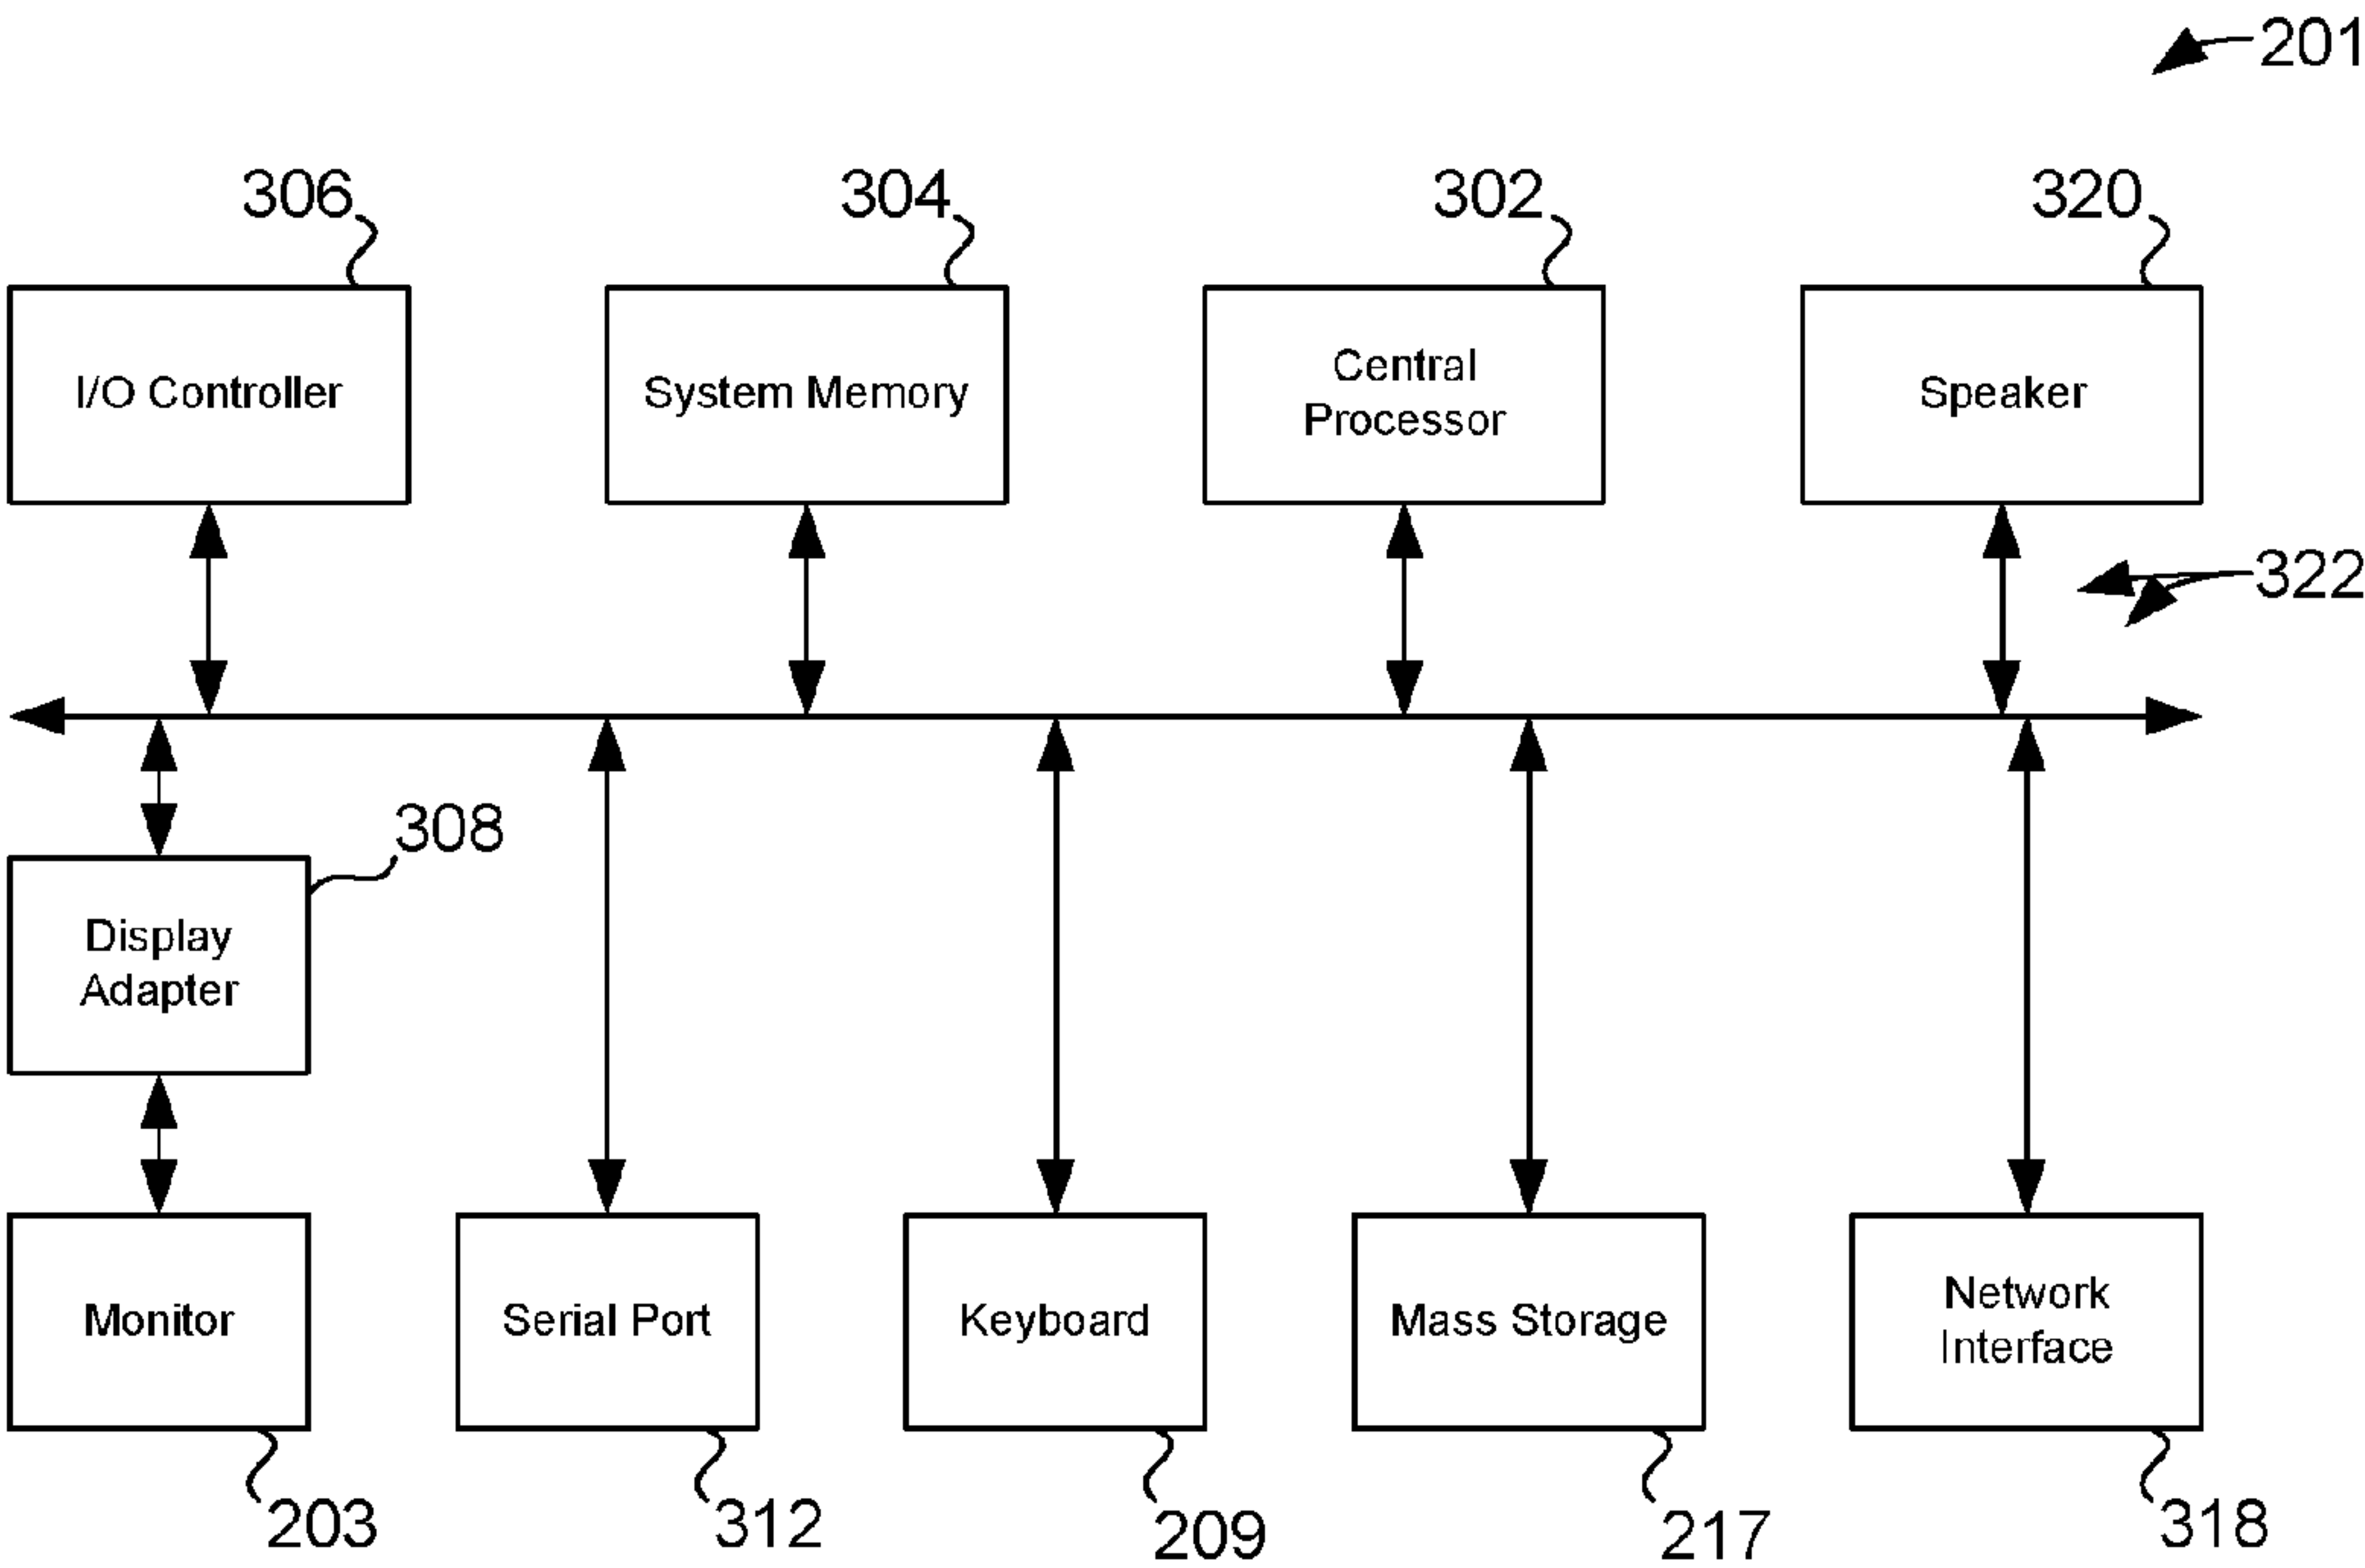 201
306
304
302
320
I/O Controller
System Memory
Central
Processor
Speaker
322
308
Display
Adapter
Monitor
Serial Port
Keyboard
Mass Storage
Network
Interface
203
312
209
217
318